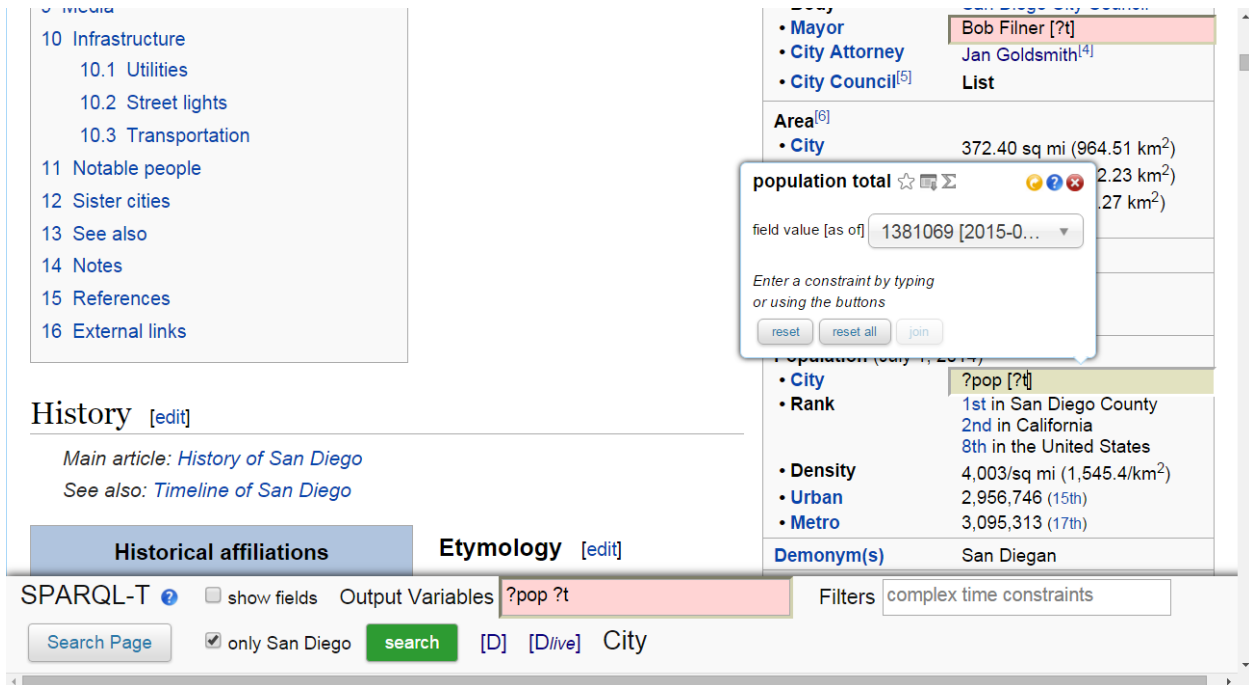 9 Media
10 Infrastructure
10.1 Utilities
10.2 Street lights
10.3 Transportation
11 Notable people
12 Sister cities
13 See also
14 Notes
15 References
16 External links
• Body San Diego City Council
• Mayor Bob Filner [?t]
• City Attorney Jan Goldsmith[4]
• City Council[5] List
Area[6]
• City 372.40 sq mi (964.51 km2)
2.23 km2)
.27 km2)
population total Σ
field value [as of] 1381069 [2015-0...
Enter a constraint by typing
or using the buttons
reset reset all join
Population (July 1, 2014)
• City ?pop [?t]
• Rank 1st in San Diego County
2nd in California
8th in the United States
• Density 4,003/sq mi (1,545.4/km2)
• Urban 2,956,746 (15th)
• Metro 3,095,313 (17th)
Demonym(s) San Diegan
History [edit]
Main article: History of San Diego
See also: Timeline of San Diego
Historical affiliations
Etymology [edit]
SPARQL-T ? show fields Output Variables ?pop ?t Filters complex time constraints
Search Page only San Diego search [D] [Dlive] City